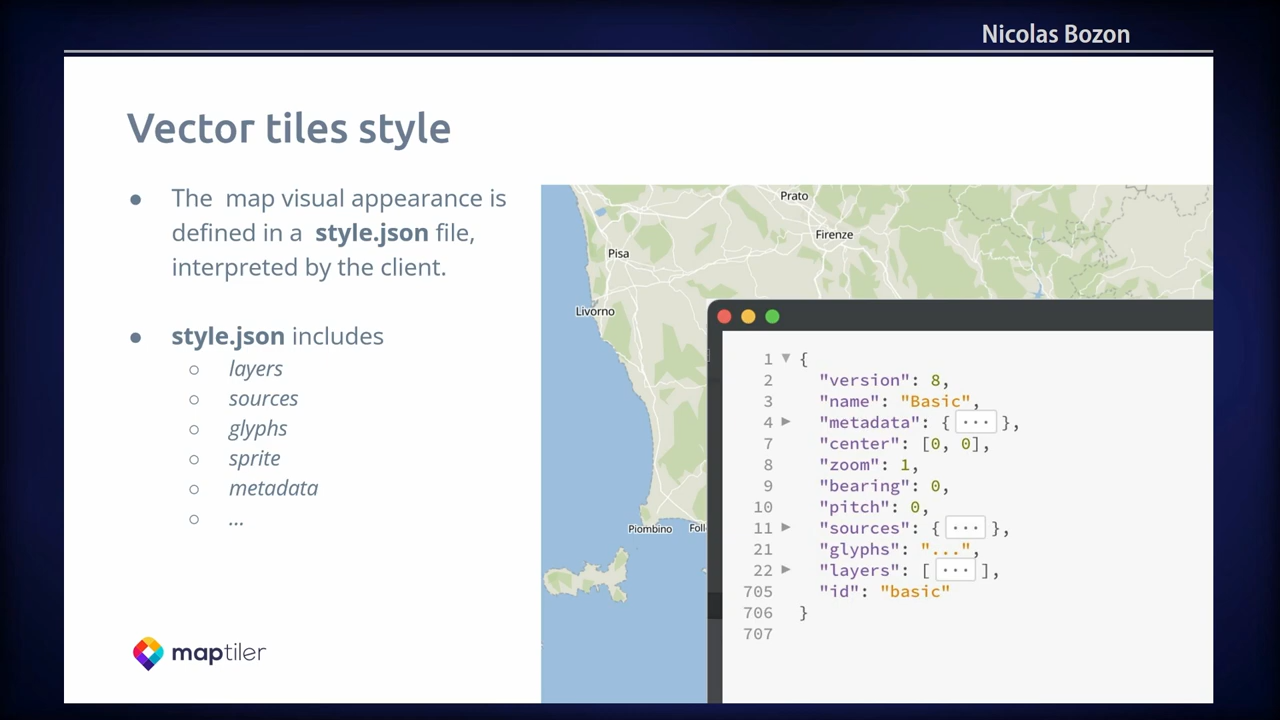 Nicolas Bozon
Vector tiles style
● The map visual appearance is
defined in a style.json file,
interpreted by the client.
● style.json includes
○ layers
○ sources
○ glyphs
○ sprite
○ metadata
○ ...
maptiler
Prato
Firenze
Pisa
Livorno
Piombino
Foll
1 ▼ {
2 "version": 8,
3 "name": "Basic",
4 ▶ "metadata": { ... },
7 "center": [0, 0],
8 "zoom": 1,
9 "bearing": 0,
10 "pitch": 0,
11 ▶ "sources": { ... },
21 "glyphs": "...",
22 ▶ "layers": [ ... ],
705 "id": "basic"
706 }
707